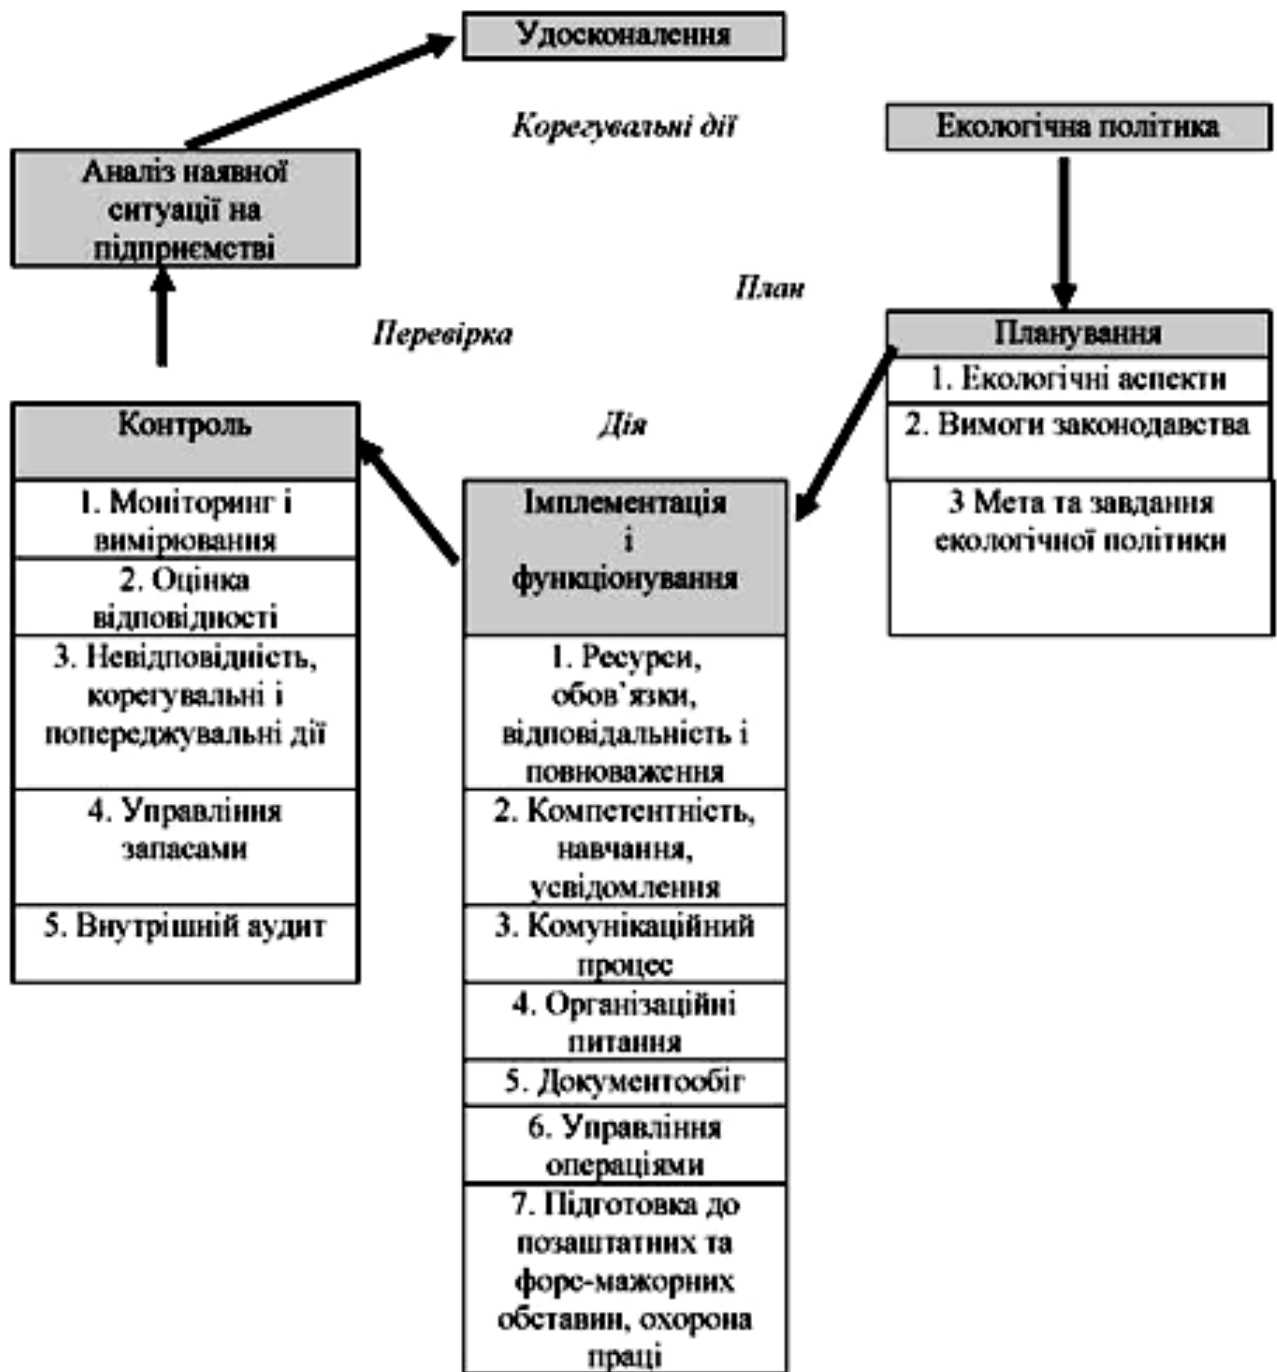 Удосконалення
Корегувальні дії
Екологічна політика
Аналіз наявної
ситуації на
підприємстві
План
Перевірка
Планування
1. Екологічні аспекти
2. Вимоги законодавства
3 Мета та завдання
екологічної політики
Дія
Контроль
1. Моніторинг і
вимірювання
2. Оцінка
відповідності
3. Невідповідність,
корегувальні і
попереджувальні дії
4. Управління
запасами
5. Внутрішній аудит
Імплементація
і
функціонування
1. Ресурси,
обов`язки,
відповідальність і
повноваження
2. Компетентність,
навчання,
усвідомлення
3. Комунікаційний
процес
4. Організаційні
питання
5. Документообіг
6. Управління
операціями
7. Підготовка до
позаштатних та
форс-мажорних
обставин, охорона
праці